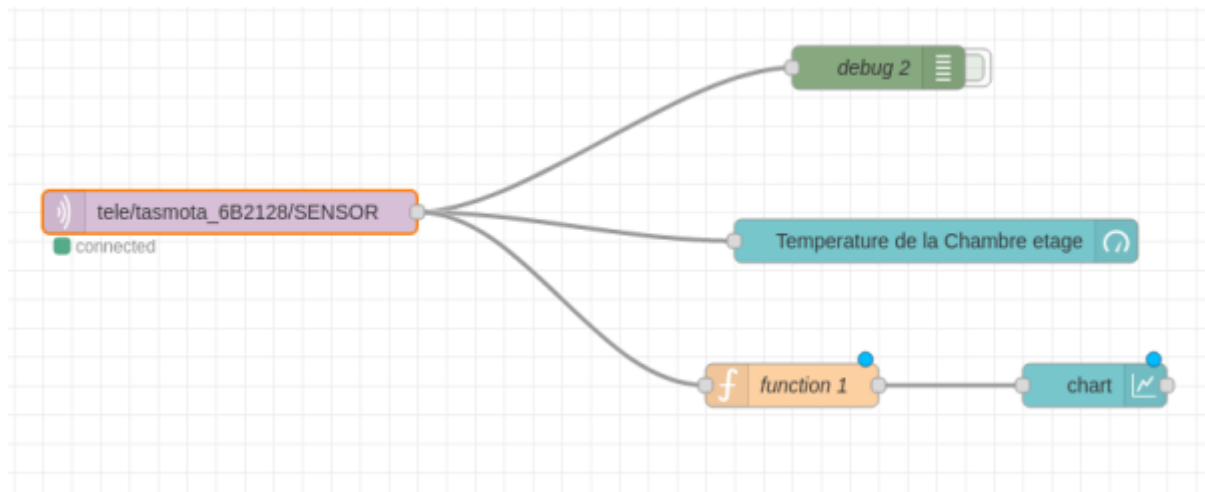 debug 2
tele/tasmota_6B2128/SENSOR
connected
Temperature de la Chambre etage
function 1
chart